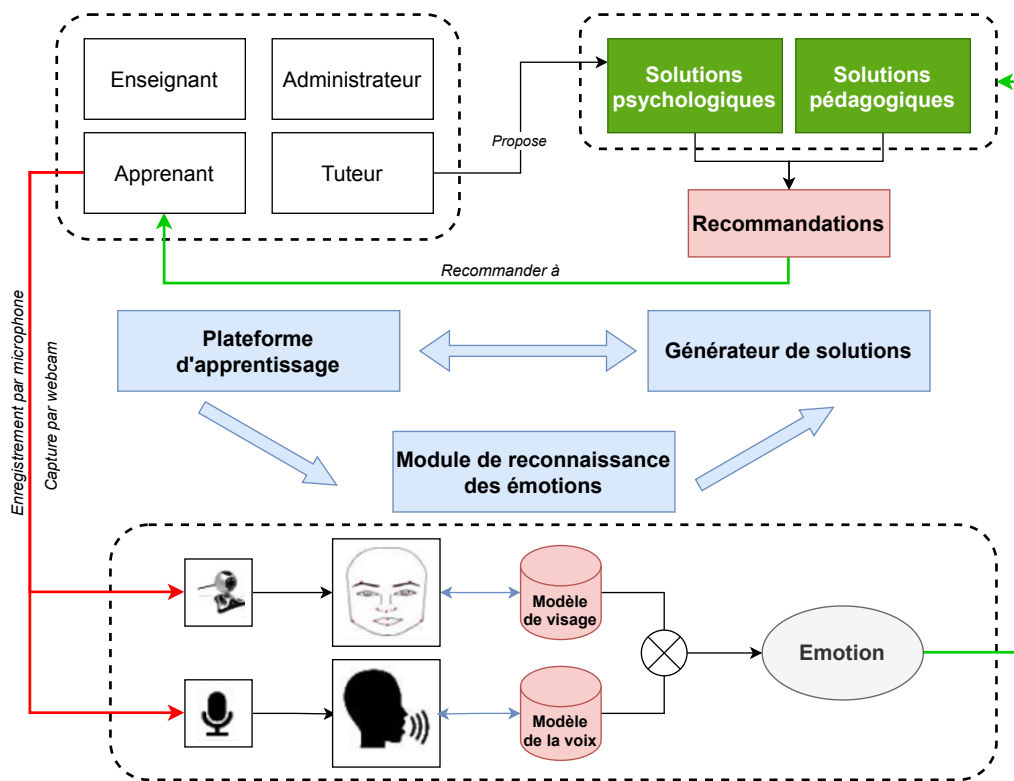 Enseignant
Administrateur
Apprenant
Tuteur
Propose
Solutions
psychologiques
Solutions
pédagogiques
Recommandations
Recommander à
Enregistrement par microphone
Capture par webcam
Plateforme
d'apprentissage
Générateur de solutions
Module de reconnaissance
des émotions
Modèle
de visage
Emotion
Modèle
de la voix